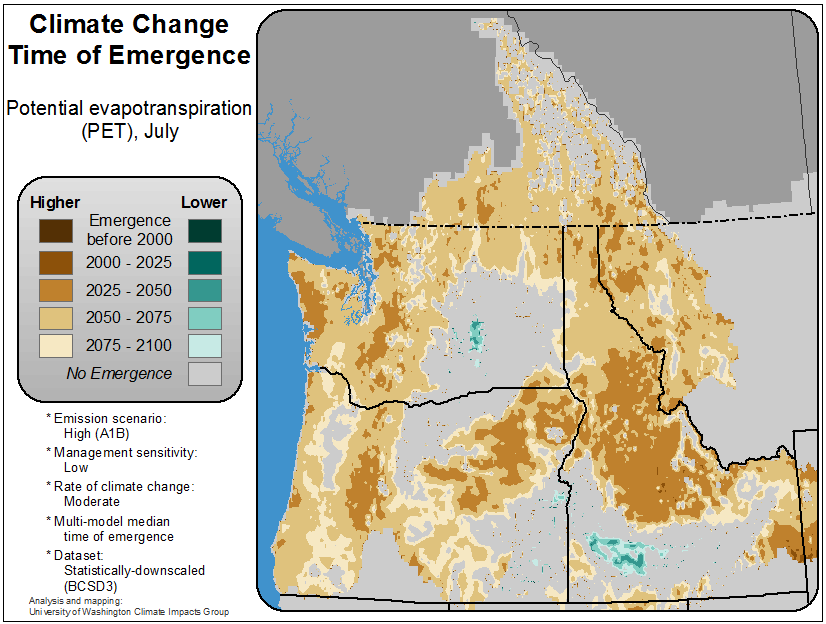 Climate Change
Time of Emergence
Potential evapotranspiration
(PET), July
Higher
Lower
Emergence
before 2000
2000 - 2025
2025 - 2050
2050 - 2075
2075 - 2100
No Emergence
* Emission scenario:
High (A1B)
* Management sensitivity:
Low
* Rate of climate change:
Moderate
* Multi-model median
time of emergence
* Dataset:
Statistically-downscaled
(BCSD3)
Analysis and mapping:
University of Washington Climate Impacts Group